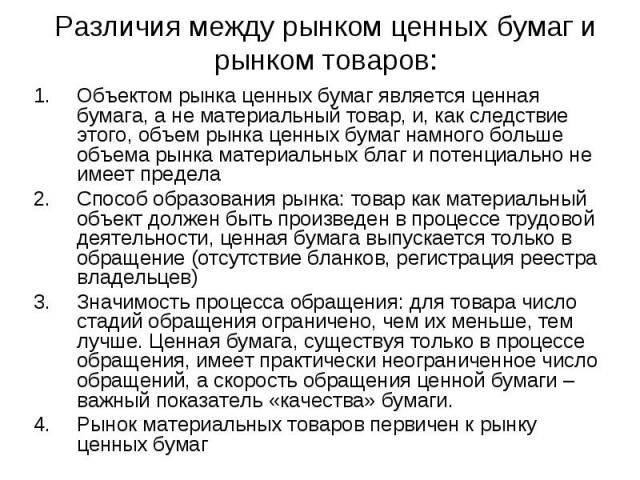 Различия между рынком ценных бумаг и
рынком товаров:
1. Объектом рынка ценных бумаг является ценная
бумага, а не материальный товар, и, как следствие
этого, объем рынка ценных бумаг намного больше
объема рынка материальных благ и потенциально не
имеет предела
2. Способ образования рынка: товар как материальный
объект должен быть произведен в процессе трудовой
деятельности, ценная бумага выпускается только в
обращение (отсутствие бланков, регистрация реестра
владельцев)
3. Значимость процесса обращения: для товара число
стадий обращения ограничено, чем их меньше, тем
лучше. Ценная бумага, существуя только в процессе
обращения, имеет практически неограниченное число
обращений, а скорость обращения ценной бумаги –
важный показатель «качества» бумаги.
4. Рынок материальных товаров первичен к рынку
ценных бумаг